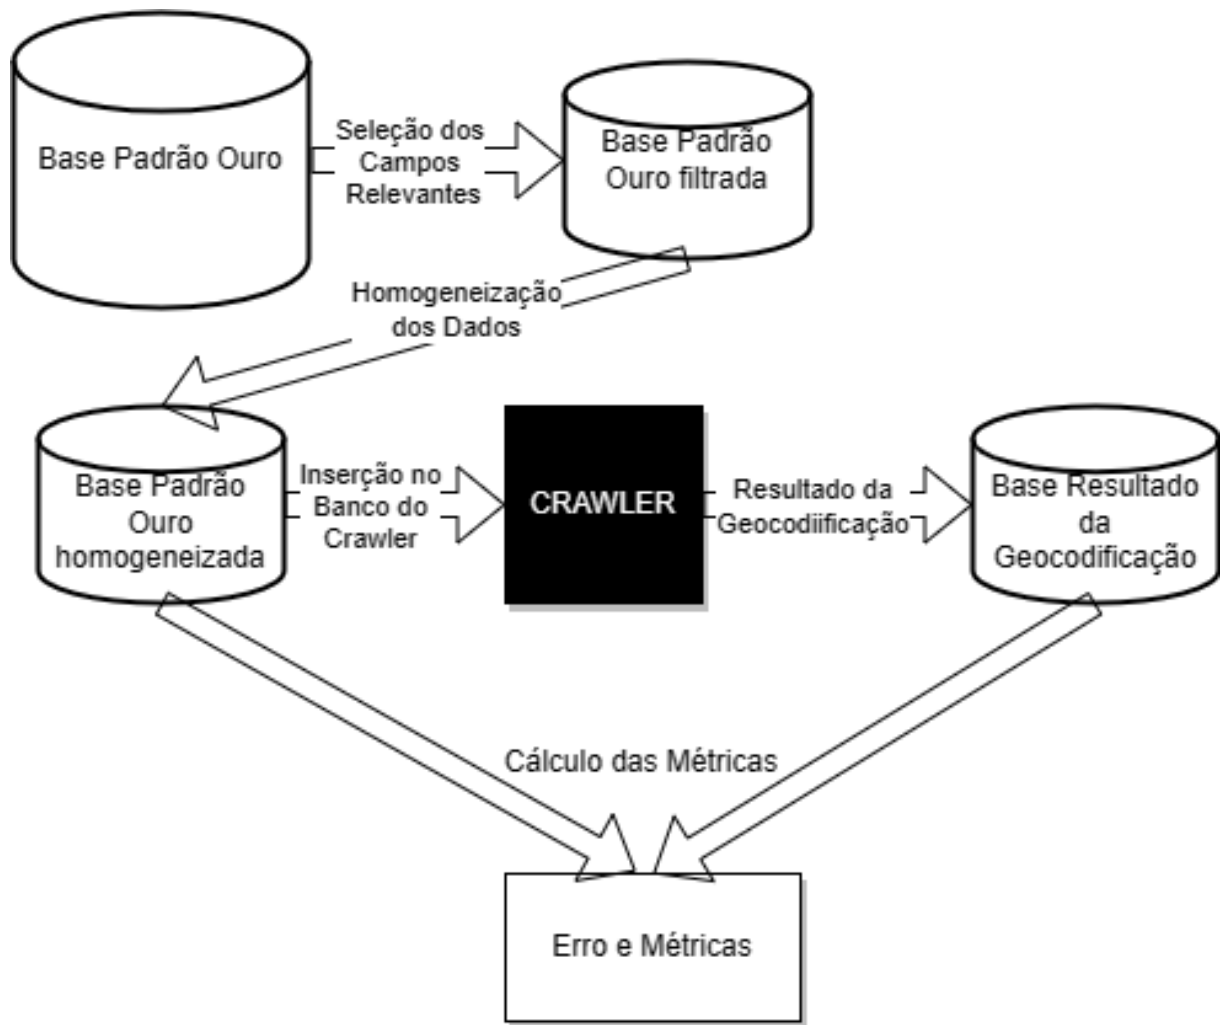 Base Padrão Ouro
Seleção dos
Campos
Relevantes
Base Padrão
Ouro filtrada
Homogeneização
dos Dados
Base Padrão
Ouro
homogeneizada
Inserção no
Banco do
Crawler
CRAWLER
Resultado da
Geocodiificação
Base Resultado
da
Geocodificação
Cálculo das Métricas
Erro e Métricas